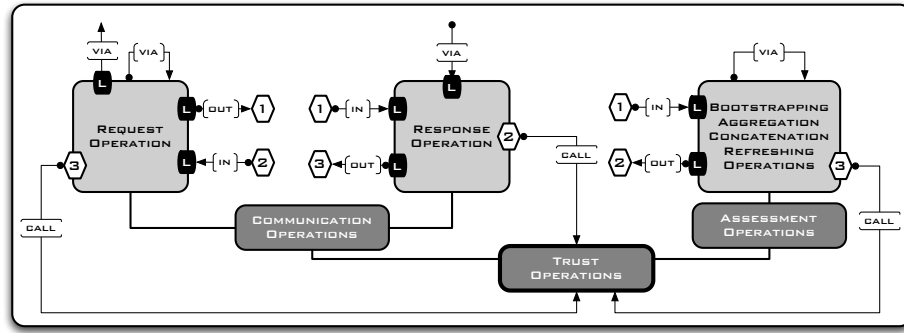 VIA
VIA
VIA
VIA
L
L
L
OUT
1
1
IN
L
1
IN
L
REQUEST
OPERATION
RESPONSE
OPERATION
BOOTSTRAPPING
AGGREGATION
CONCATENATION
REFRESHING
OPERATIONS
2
3
L
IN
2
3
OUT
L
CALL
2
OUT
L
3
CALL
COMMUNICATION
OPERATIONS
ASSESSMENT
OPERATIONS
CALL
TRUST
OPERATIONS